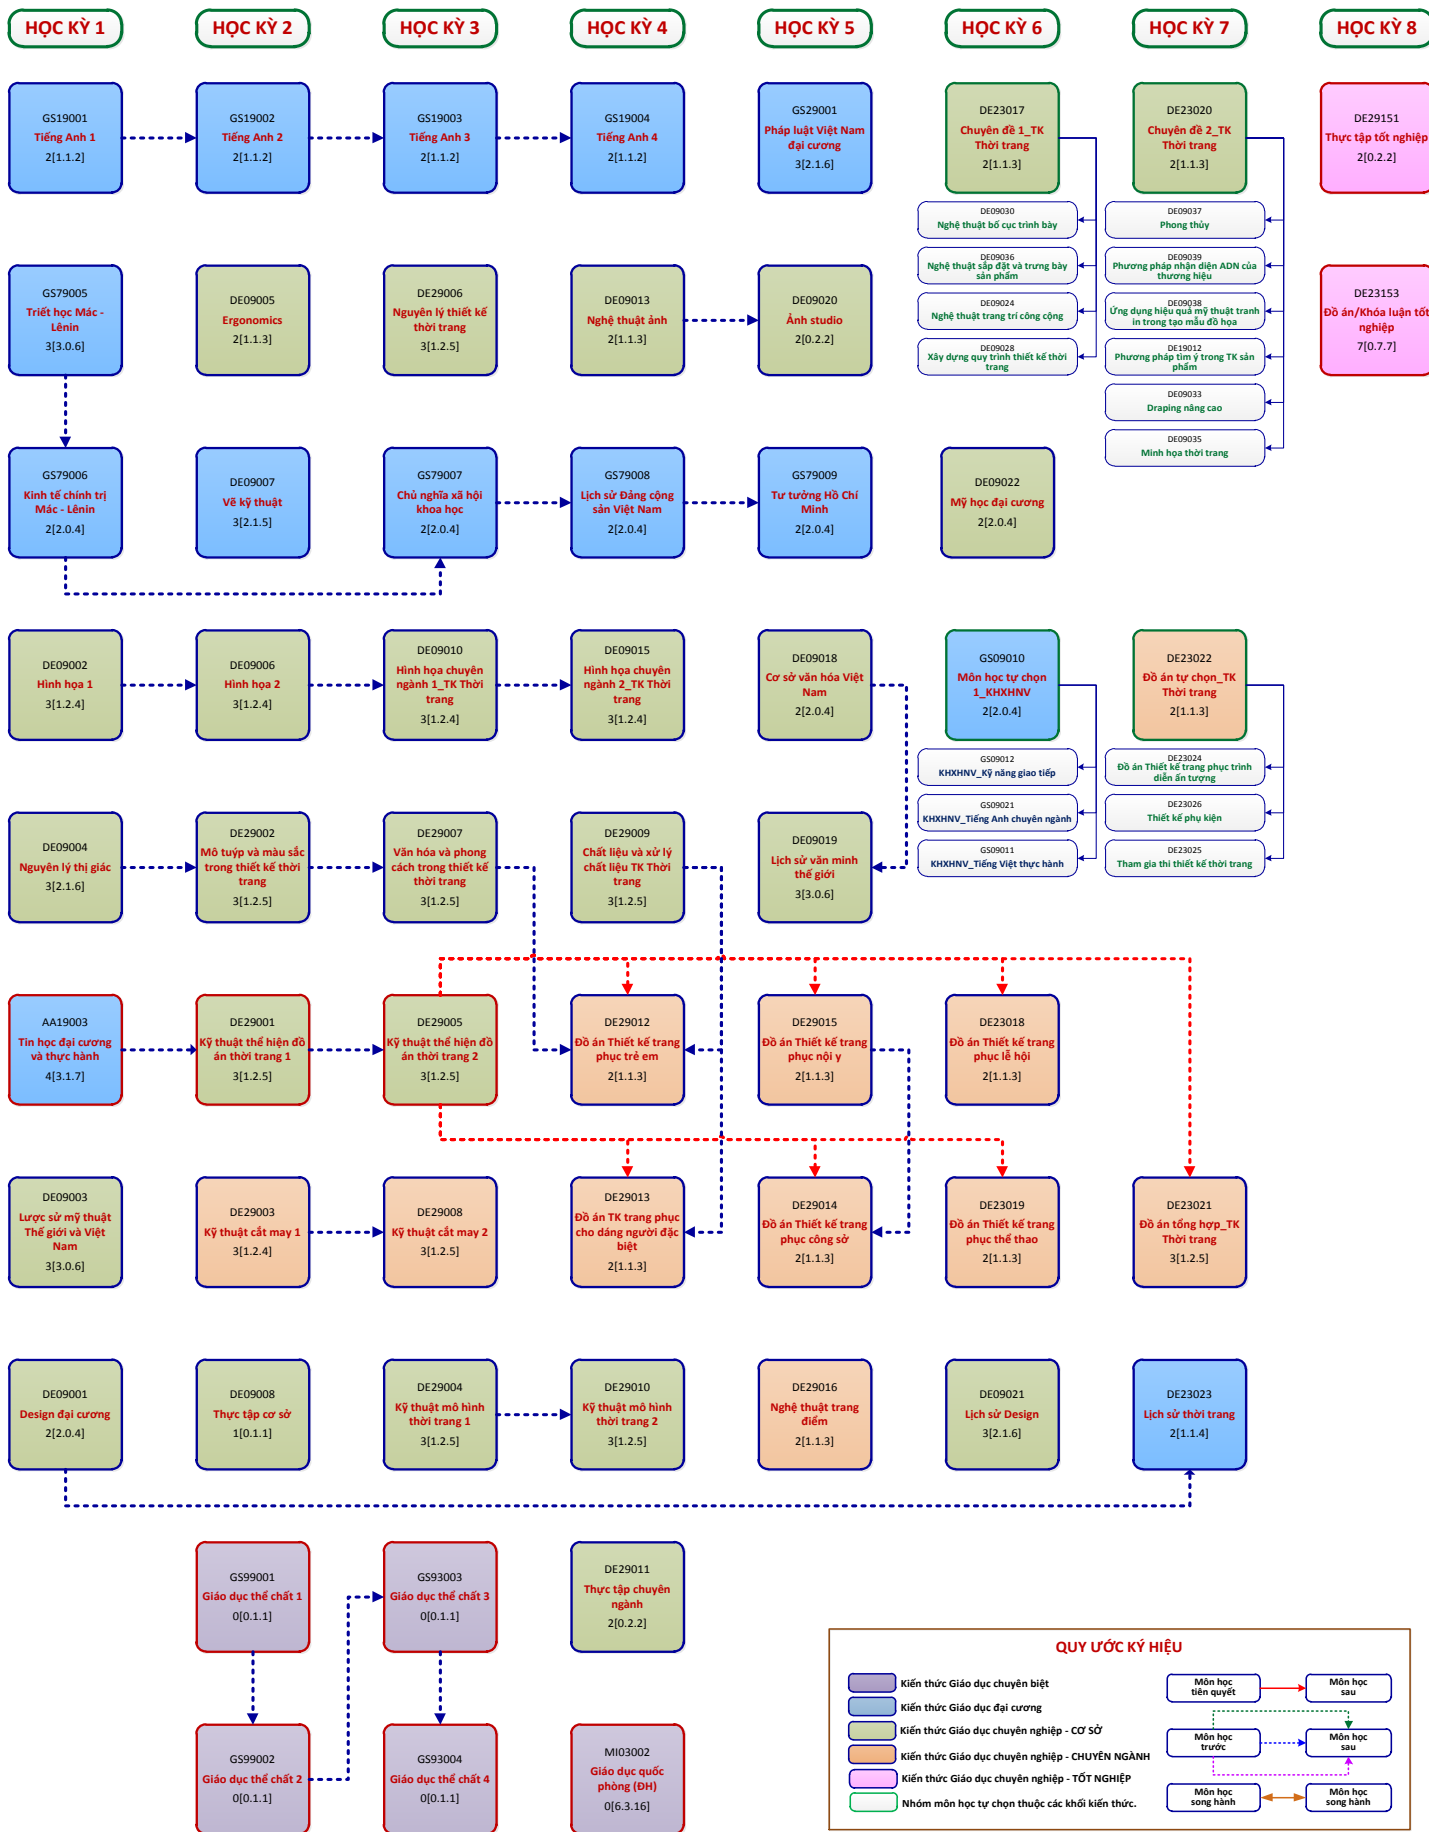 HỌC KỲ 1
HỌC KỲ 2
HỌC KỲ 3
HỌC KỲ 4
HỌC KỲ 5
HỌC KỲ 6
HỌC KỲ 7
HỌC KỲ 8
GS19001
Tiếng Anh 1
2[1.1.2]
GS19002
Tiếng Anh 2
2[1.1.2]
GS19003
Tiếng Anh 3
2[1.1.2]
GS19004
Tiếng Anh 4
2[1.1.2]
GS29001
Pháp luật Việt Nam
đại cương
3[2.1.6]
DE23017
Chuyên đề 1_TK
Thời trang
2[1.1.3]
DE23020
Chuyên đề 2_TK
Thời trang
2[1.1.3]
DE29151
Thực tập tốt nghiệp
2[0.2.2]
DE09030
Nghệ thuật bố cục trình bày
DE09036
Nghệ thuật sắp đặt và trưng bày
sản phẩm
DE09024
Nghệ thuật trang trí công cộng
DE09028
Xây dựng quy trình thiết kế thời
trang
DE09037
Phong thủy
DE09039
Phương pháp nhận diện ADN của
thương hiệu
DE09038
Ứng dụng hiệu quả mỹ thuật tranh
in trong tạo mẫu đồ họa
DE19012
Phương pháp tìm ý trong TK sản
phẩm
DE09033
Draping nâng cao
DE09035
Minh họa thời trang
GS79005
Triết học Mác -
Lênin
3[3.0.6]
DE09005
Ergonomics
2[1.1.3]
DE29006
Nguyên lý thiết kế
thời trang
3[1.2.5]
DE09013
Nghệ thuật ảnh
2[1.1.3]
DE09020
Ảnh studio
2[0.2.2]
DE23153
Đồ án/Khóa luận tốt
nghiệp
7[0.7.7]
GS79006
Kinh tế chính trị
Mác - Lênin
2[2.0.4]
DE09007
Vẽ kỹ thuật
3[2.1.5]
GS79007
Chủ nghĩa xã hội
khoa học
2[2.0.4]
GS79008
Lịch sử Đảng cộng
sản Việt Nam
2[2.0.4]
GS79009
Tư tưởng Hồ Chí
Minh
2[2.0.4]
DE09022
Mỹ học đại cương
2[2.0.4]
DE09002
Hình họa 1
3[1.2.4]
DE09006
Hình họa 2
3[1.2.4]
DE09010
Hình họa chuyên
ngành 1_TK Thời
trang
3[1.2.4]
DE09015
Hình họa chuyên
ngành 2_TK Thời
trang
3[1.2.4]
DE09018
Cơ sở văn hóa Việt
Nam
2[2.0.4]
GS09010
Môn học tự chọn
1_KHXHNV
2[2.0.4]
DE23022
Đồ án tự chọn_TK
Thời trang
2[1.1.3]
GS09012
KHXHNV_Kỹ năng giao tiếp
GS09021
KHXHNV_Tiếng Anh chuyên ngành
GS09011
KHXHNV_Tiếng Việt thực hành
DE23024
Đồ án Thiết kế trang phục trình
diễn ấn tượng
DE23026
Thiết kế phụ kiện
DE23025
Tham gia thi thiết kế thời trang
DE09004
Nguyên lý thị giác
3[2.1.6]
DE29002
Mô tuýp và màu sắc
trong thiết kế thời
trang
3[1.2.5]
DE29007
Văn hóa và phong
cách trong thiết kế
thời trang
3[1.2.5]
DE29009
Chất liệu và xử lý
chất liệu TK Thời
trang
3[1.2.5]
DE09019
Lịch sử văn minh
thế giới
3[3.0.6]
AA19003
Tin học đại cương
và thực hành
4[3.1.7]
DE29001
Kỹ thuật thể hiện đồ
án thời trang 1
3[1.2.5]
DE29005
Kỹ thuật thể hiện đồ
án thời trang 2
3[1.2.5]
DE29012
Đồ án Thiết kế trang
phục trẻ em
2[1.1.3]
DE29015
Đồ án Thiết kế trang
phục nội y
2[1.1.3]
DE23018
Đồ án Thiết kế trang
phục lễ hội
2[1.1.3]
DE09003
Lược sử mỹ thuật
Thế giới và Việt
Nam
3[3.0.6]
DE29003
Kỹ thuật cắt may 1
3[1.2.4]
DE29008
Kỹ thuật cắt may 2
3[1.2.5]
DE29013
Đồ án TK trang phục
cho dáng người đặc
biệt
2[1.1.3]
DE29014
Đồ án Thiết kế trang
phục công sở
2[1.1.3]
DE23019
Đồ án Thiết kế trang
phục thể thao
2[1.1.3]
DE23021
Đồ án tổng hợp_TK
Thời trang
3[1.2.5]
DE09001
Design đại cương
2[2.0.4]
DE09008
Thực tập cơ sở
1[0.1.1]
DE29004
Kỹ thuật mô hình
thời trang 1
3[1.2.5]
DE29010
Kỹ thuật mô hình
thời trang 2
3[1.2.5]
DE29016
Nghệ thuật trang
điểm
2[1.1.3]
DE09021
Lịch sử Design
3[2.1.6]
DE23023
Lịch sử thời trang
2[1.1.4]
GS99001
Giáo dục thể chất 1
0[0.1.1]
GS93003
Giáo dục thể chất 3
0[0.1.1]
DE29011
Thực tập chuyên
ngành
2[0.2.2]
GS99002
Giáo dục thể chất 2
0[0.1.1]
GS93004
Giáo dục thể chất 4
0[0.1.1]
MI03002
Giáo dục quốc
phòng (ĐH)
0[6.3.16]
QUY ƯỚC KÝ HIỆU
Kiến thức Giáo dục chuyên biệt
Kiến thức Giáo dục đại cương
Kiến thức Giáo dục chuyên nghiệp - CƠ SỞ
Kiến thức Giáo dục chuyên nghiệp - CHUYÊN NGÀNH
Kiến thức Giáo dục chuyên nghiệp - TỐT NGHIỆP
Nhóm môn học tự chọn thuộc các khối kiến thức.
Môn học
tiên quyết
Môn học
sau
Môn học
trước
Môn học
sau
Môn học
song hành
Môn học
song hành